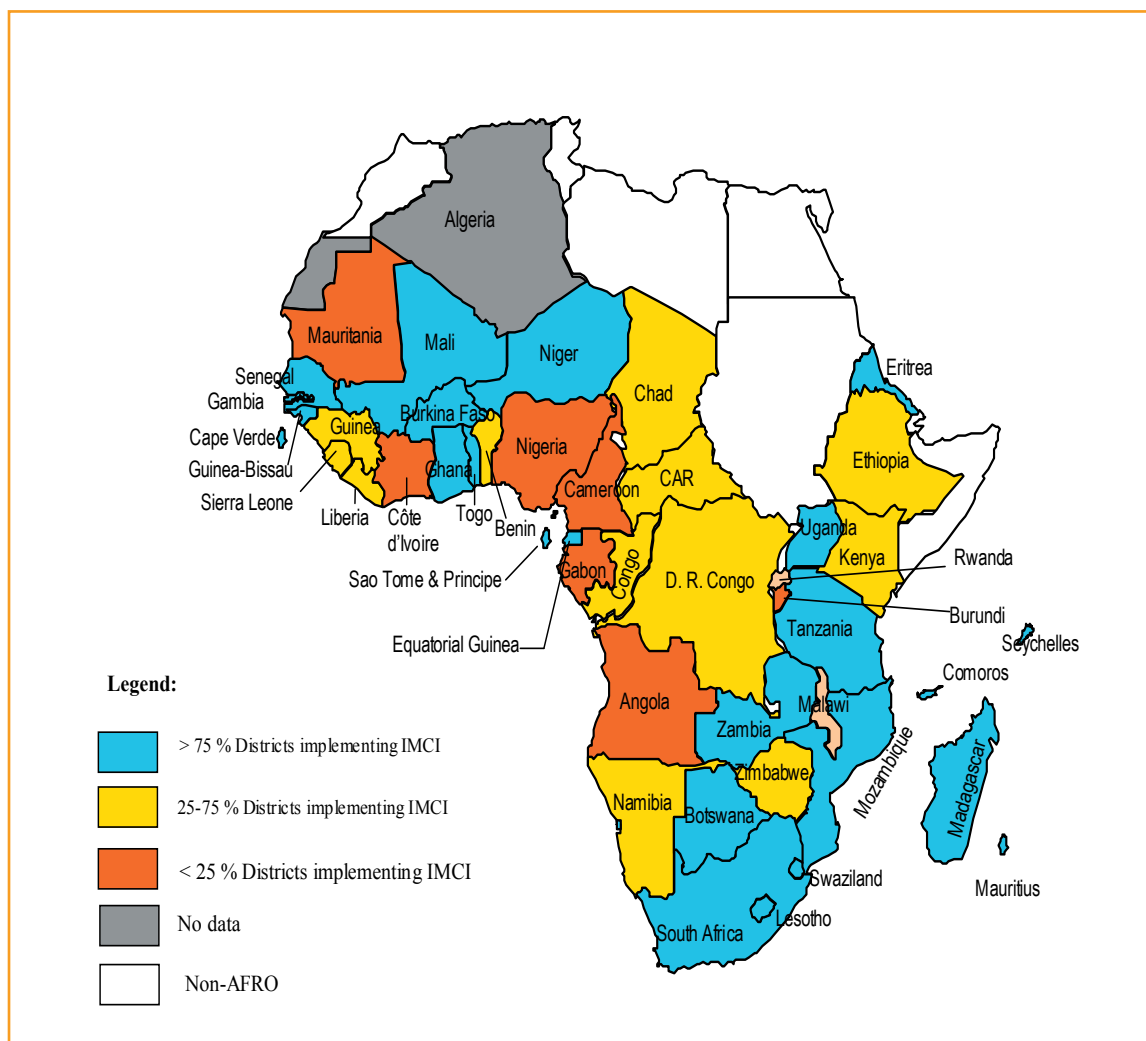 Algeria
Mauritania
Mali
Niger
Chad
Eritrea
Senegal
Gambia
Cape Verde
Guinea-Bissau
Sierra Leone
Guinea
Liberia
Côte
d’Ivoire
Burkina Faso
Ghana
Togo
Benin
Nigeria
Cameroon
CAR
Ethiopia
Sao Tome & Principe
Equatorial Guinea
Gabon
Congo
D. R. Congo
Uganda
Kenya
Rwanda
Burundi
Tanzania
Seychelles
Comoros
Angola
Zambia
Malawi
Mozambique
Madagascar
Mauritius
Namibia
Zimbabwe
Botswana
Swaziland
Lesotho
South Africa
Legend:
> 75 % Districts implementing IMCI
25-75 % Districts implementing IMCI
< 25 % Districts implementing IMCI
No data
Non-AFRO